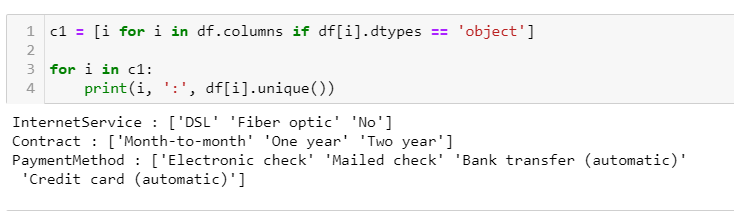 1 c1 = [i for i in df.columns if df[i].dtypes == 'object']
2
3 for i in c1:
4     print(i, ':', df[i].unique())
InternetService : ['DSL' 'Fiber optic' 'No']
Contract : ['Month-to-month' 'One year' 'Two year']
PaymentMethod : ['Electronic check' 'Mailed check' 'Bank transfer (automatic)'
 'Credit card (automatic)']